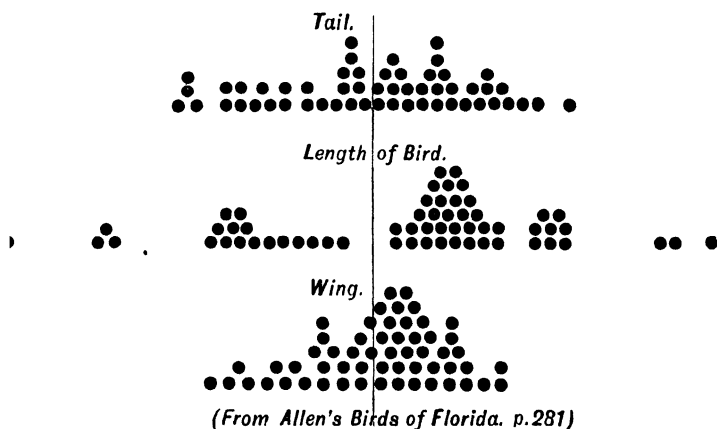 Tail.
Length of Bird.
Wing.
(From Allen's Birds of Florida. p.281)